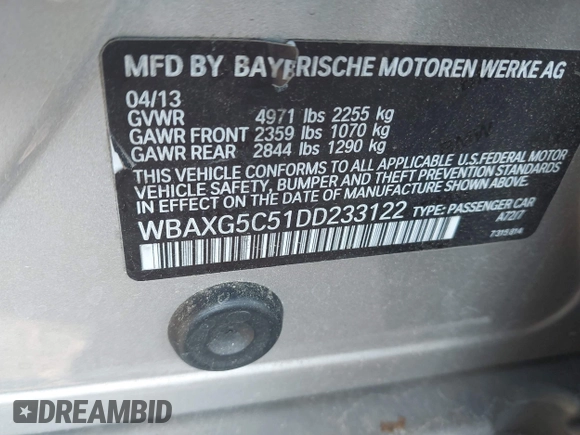 MFD BY BAYERISCHE MOTOREN WERKE AG
04/13
GVWR 4971 lbs 2255 kg
GAWR FRONT 2359 lbs 1070 kg
GAWR REAR 2844 lbs 1290 kg
THIS VEHICLE CONFORMS TO ALL APPLICABLE U.S. FEDERAL MOTOR
VEHICLE SAFETY, BUMPER, AND THEFT PREVENTION STANDARDS
IN EFFECT ON THE DATE OF MANUFACTURE SHOWN ABOVE.
WBAXG5C51DD233122 TYPE: PASSENGER CAR
A72/7
7315814
DREAMBID